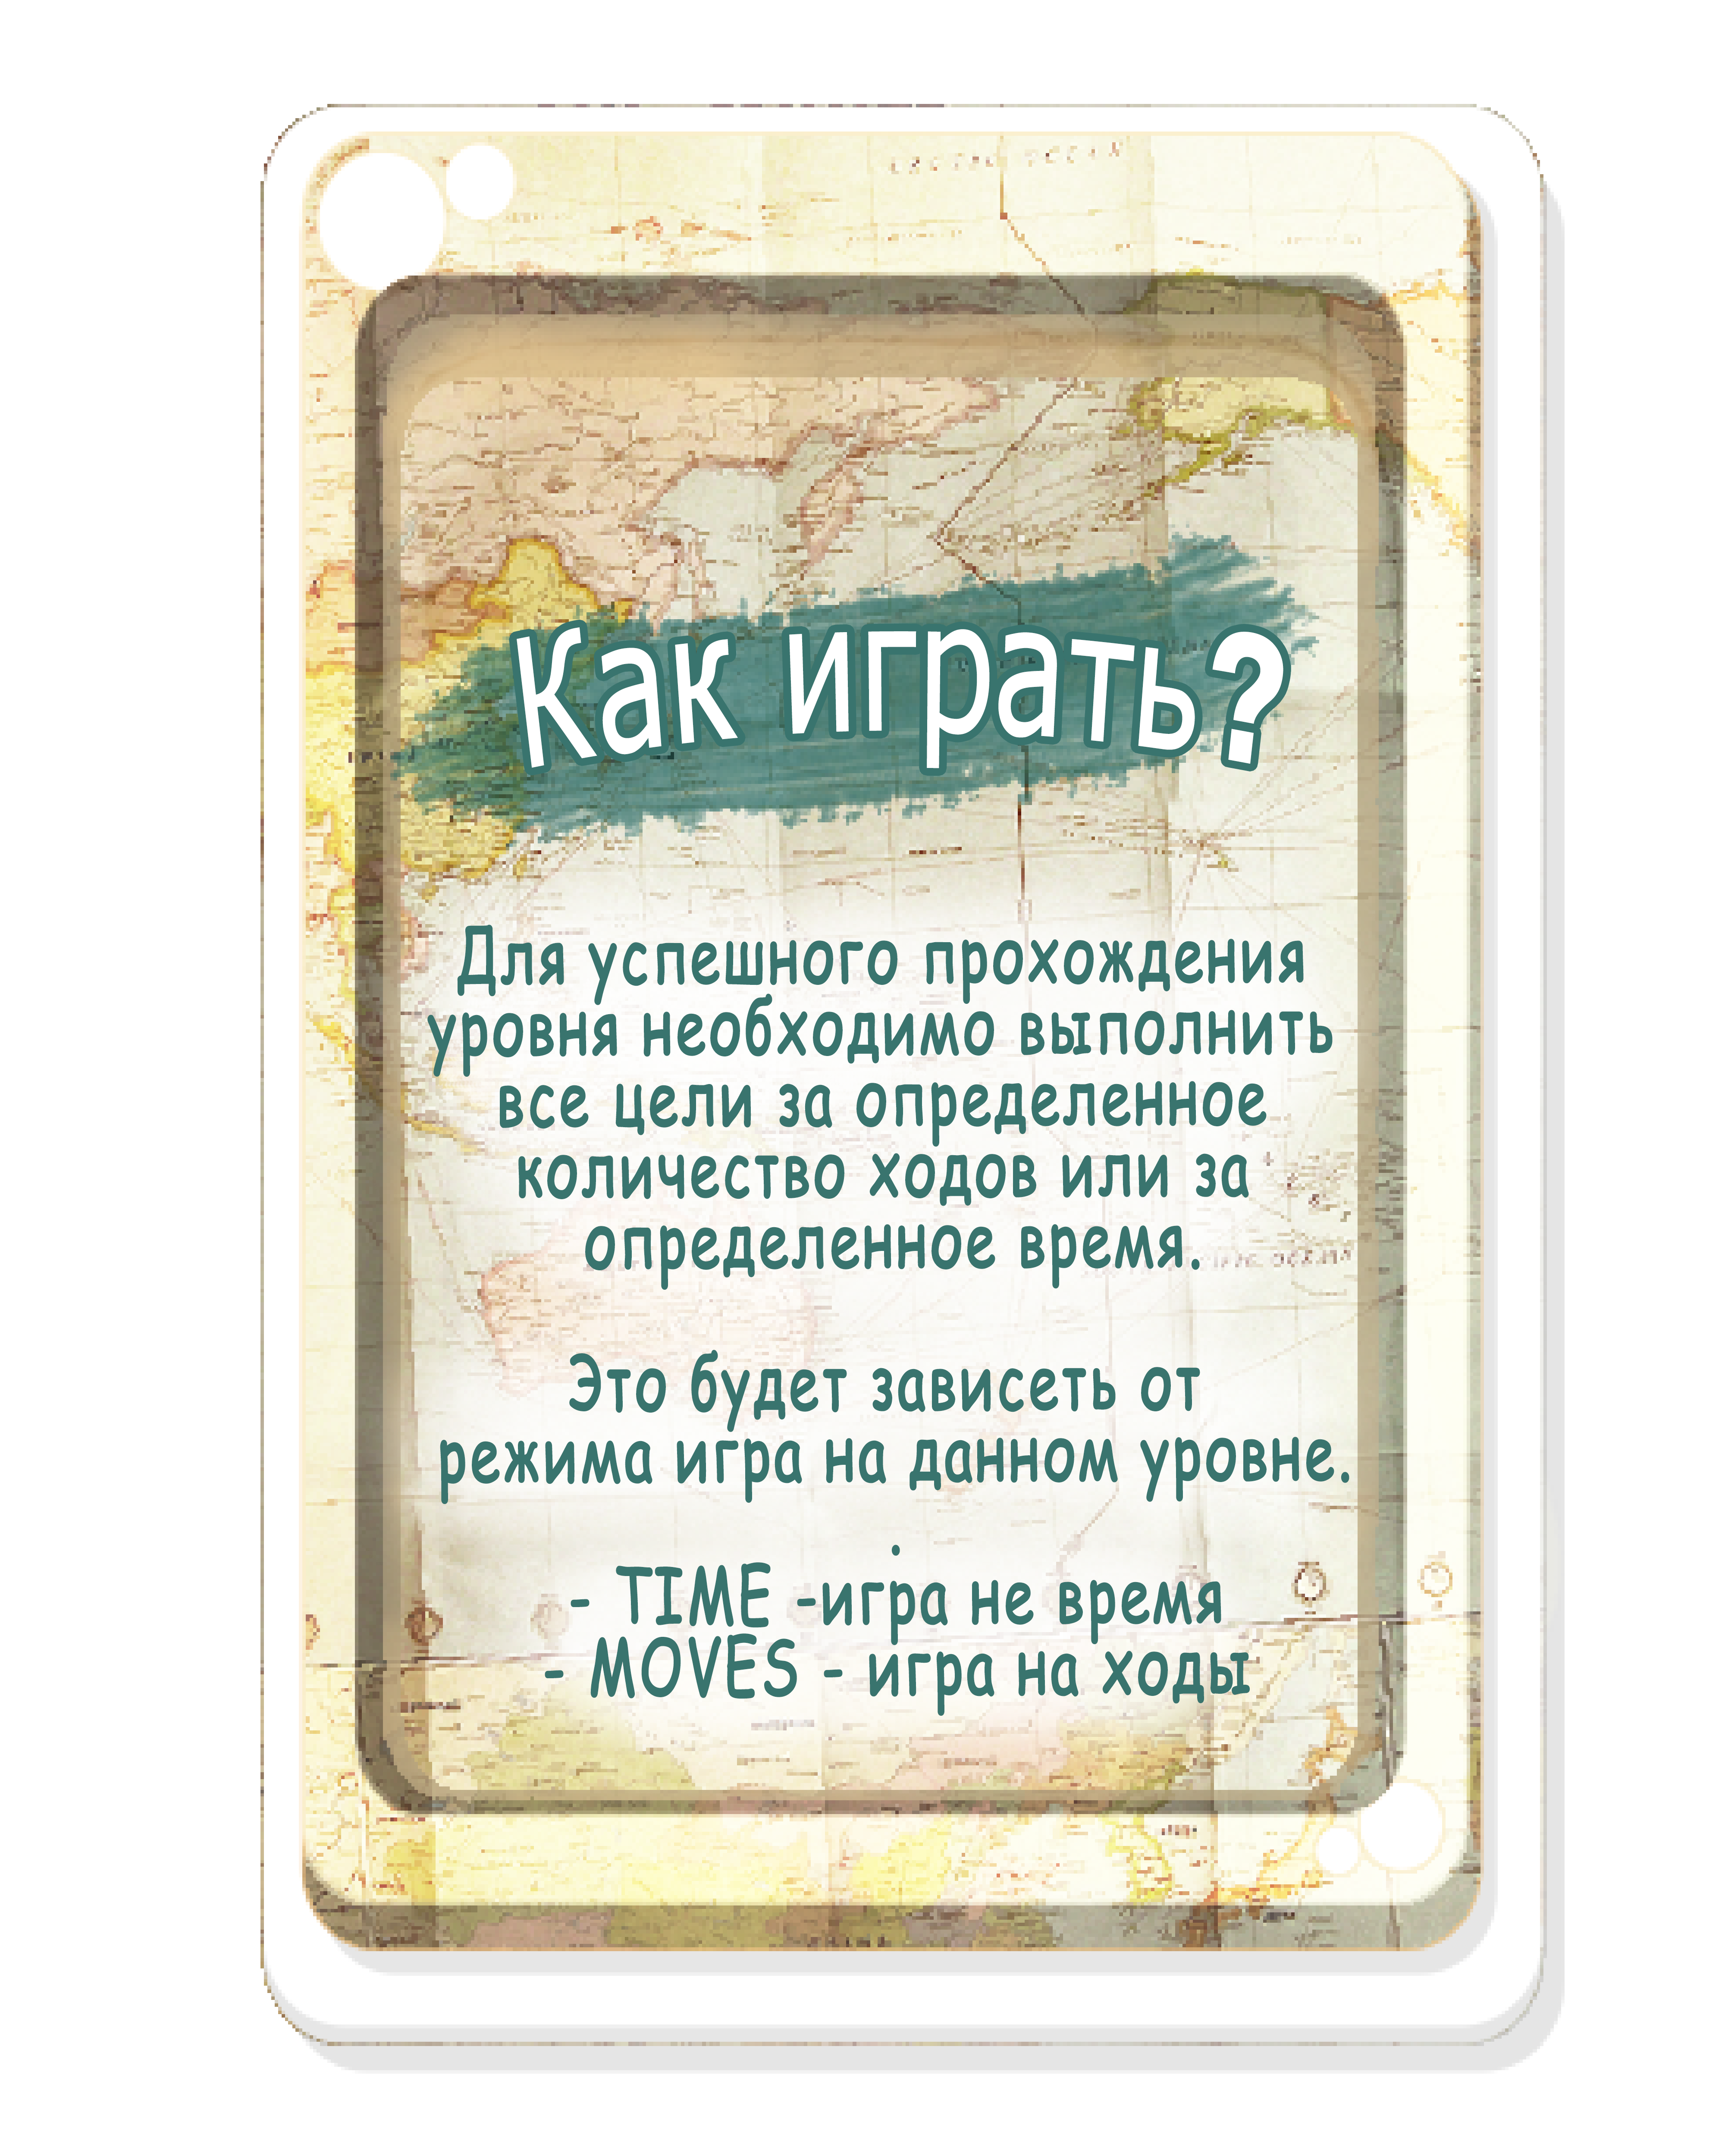 Как играть?
Для успешного прохождения
уровня необходимо выполнить
все цели за определенное
количество ходов или за
определенное время.
Это будет зависеть от
режима игра на данном уровне.
.
- TIME -игра не время
- MOVES - игра на ходы